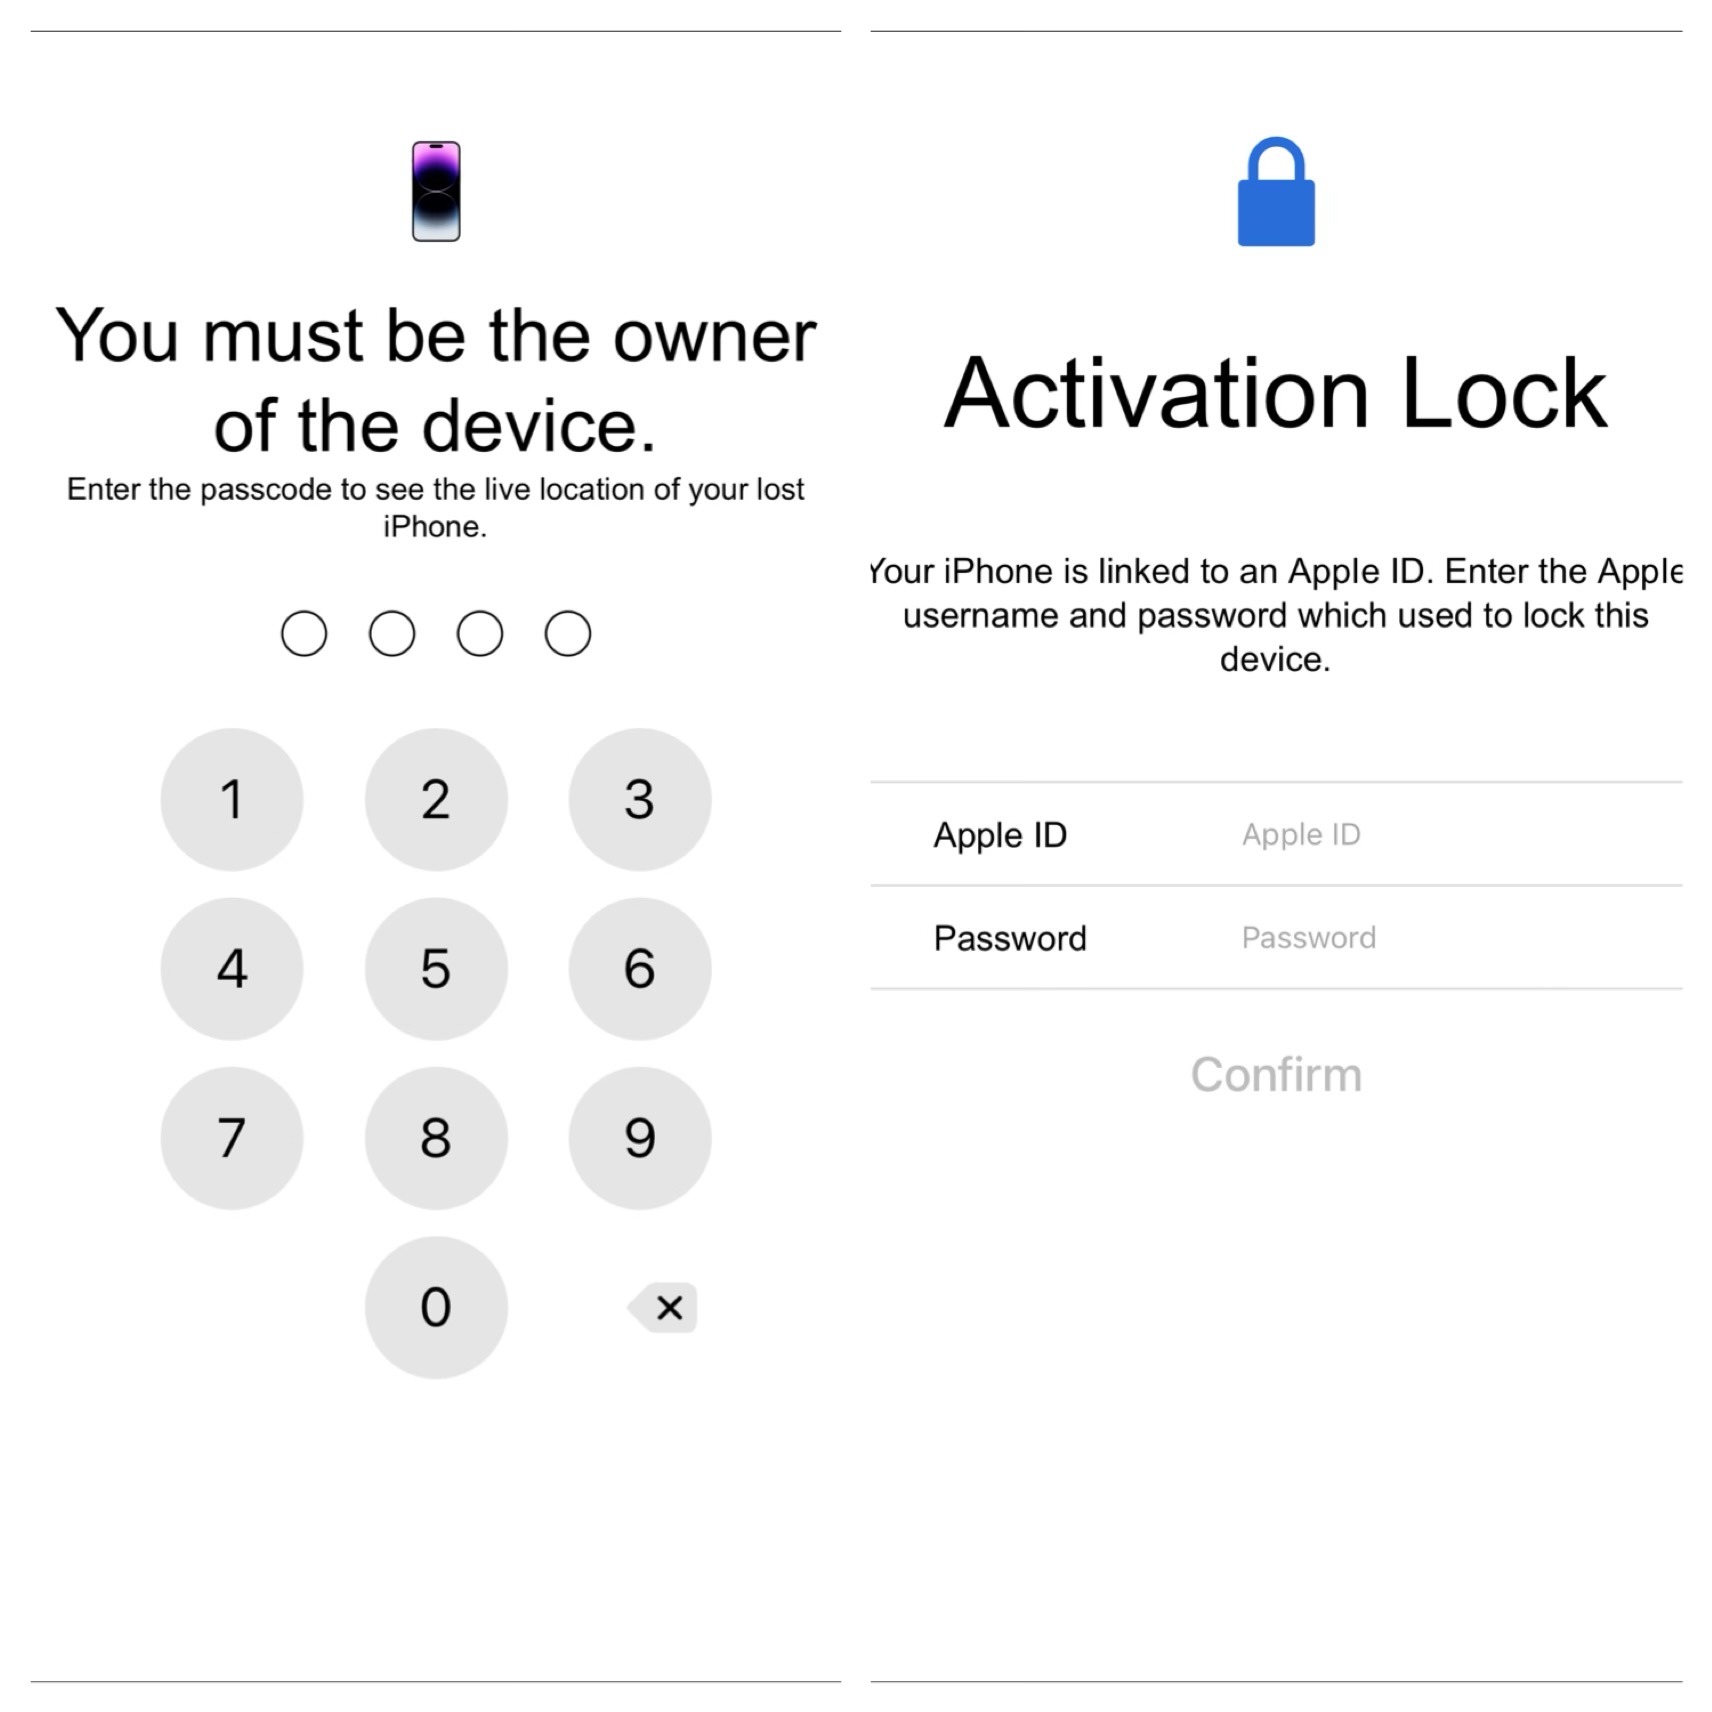 You must be the owner
of the device.
Enter the passcode to see the live location of your lost
iPhone.
1 2 3
4 5 6
7 8 9
0
Activation Lock
Your iPhone is linked to an Apple ID. Enter the Apple
username and password which used to lock this
device.
Apple ID Apple ID
Password Password
Confirm